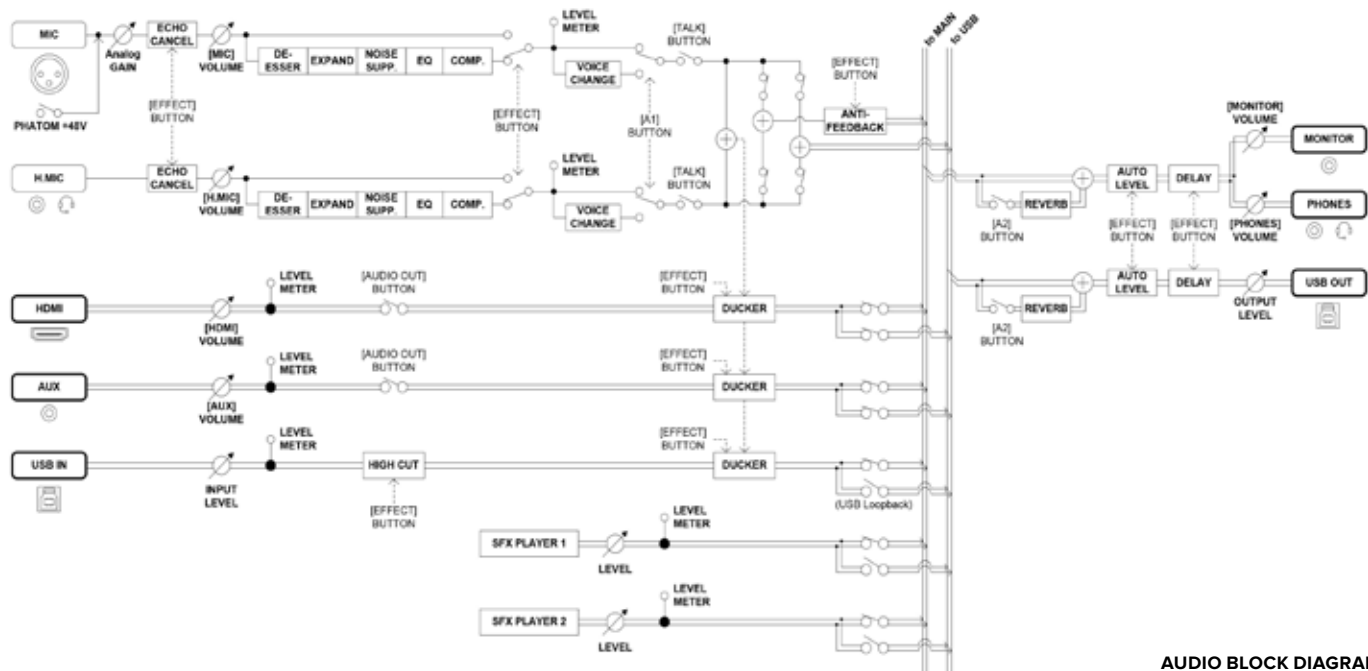 MIC
PHATOM +48V
Analog
GAIN
ECHO
CANCEL
[MIC]
VOLUME
DE-
ESSER
EXPAND
NOISE
SUPP.
EQ
COMP.
LEVEL
METER
VOICE
CHANGE
[TALK]
BUTTON
[EFFECT]
BUTTON
[EFFECT]
BUTTON
[A1]
BUTTON
[EFFECT]
BUTTON
ANTI-
FEEDBACK
to MAIN
to USB
H.MIC
ECHO
CANCEL
[H.MIC]
VOLUME
DE-
ESSER
EXPAND
NOISE
SUPP.
EQ
COMP.
LEVEL
METER
VOICE
CHANGE
[TALK]
BUTTON
[MONITOR]
VOLUME
MONITOR
AUTO
LEVEL
DELAY
PHONES
[PHONES]
VOLUME
[A2]
BUTTON
REVERB
[EFFECT]
BUTTON
[EFFECT]
BUTTON
AUTO
LEVEL
DELAY
OUTPUT
LEVEL
USB OUT
[A2]
BUTTON
REVERB
HDMI
[HDMI]
VOLUME
LEVEL
METER
[AUDIO OUT]
BUTTON
[EFFECT]
BUTTON
DUCKER
AUX
[AUX]
VOLUME
LEVEL
METER
[AUDIO OUT]
BUTTON
[EFFECT]
BUTTON
DUCKER
USB IN
INPUT
LEVEL
LEVEL
METER
HIGH CUT
[EFFECT]
BUTTON
[EFFECT]
BUTTON
DUCKER
(USB Loopback)
SFX PLAYER 1
LEVEL
LEVEL
METER
SFX PLAYER 2
LEVEL
LEVEL
METER
AUDIO BLOCK DIAGRA